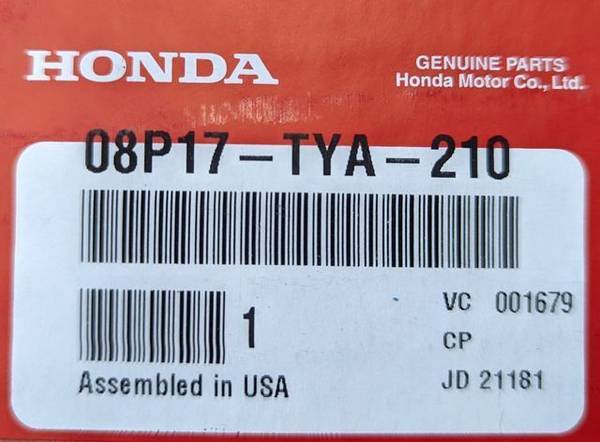 HONDA
GENUINE PARTS
Honda Motor Co., Ltd.
08P17-TYA-210
1
VC 001679
CP
JD 21181
Assembled in USA